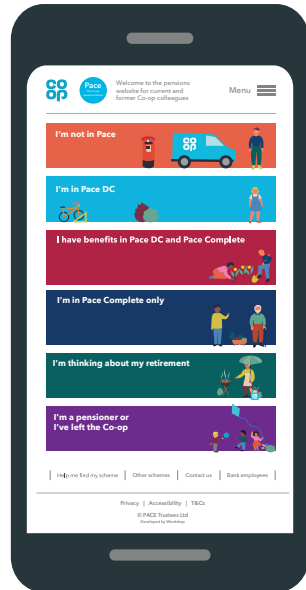 CO
OP
Pace
Welcome to the pensions
website for current and
former Co-op colleagues
Menu
I'm not in Pace
CO
OP
I'm in Pace DC
I have benefits in Pace DC and Pace Complete
I'm in Pace Complete only
I'm thinking about my retirement
I'm a pensioner or
I've left the Co-op
Help me find my scheme | Other schemes | Contact us | Bank employees
Privacy | Accessibility | T&Cs
© PACE Trustees Ltd
Developed by Wordshop